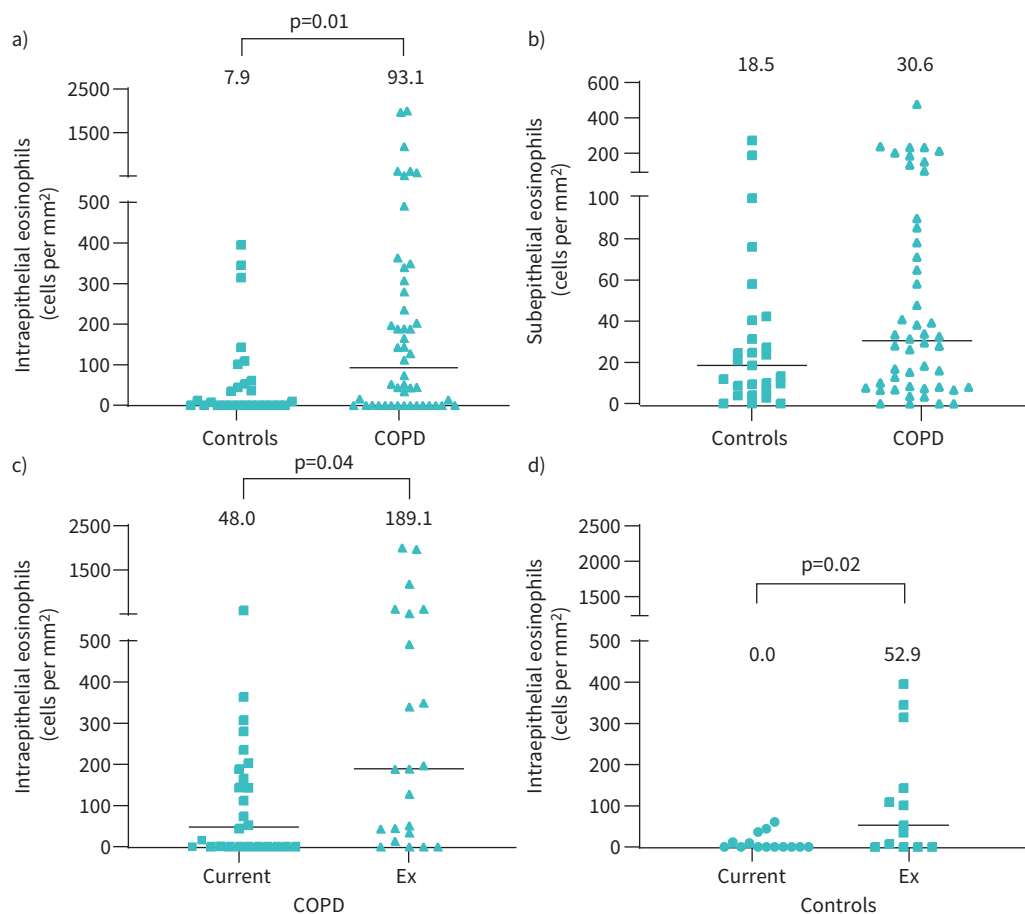 a)
p=0.01
7.9
93.1
2500
1500
500
400
300
200
100
0
Intraepithelial eosinophils
(cells per mm²)
Controls
COPD
b)
18.5
30.6
600
400
200
100
80
60
40
20
0
Subepithelial eosinophils
(cells per mm²)
Controls
COPD
c)
p=0.04
48.0
189.1
2500
1500
500
400
300
200
100
0
Intraepithelial eosinophils
(cells per mm²)
Current
Ex
COPD
d)
p=0.02
0.0
52.9
2500
2000
1500
500
400
300
200
100
0
Intraepithelial eosinophils
(cells per mm²)
Current
Ex
Controls